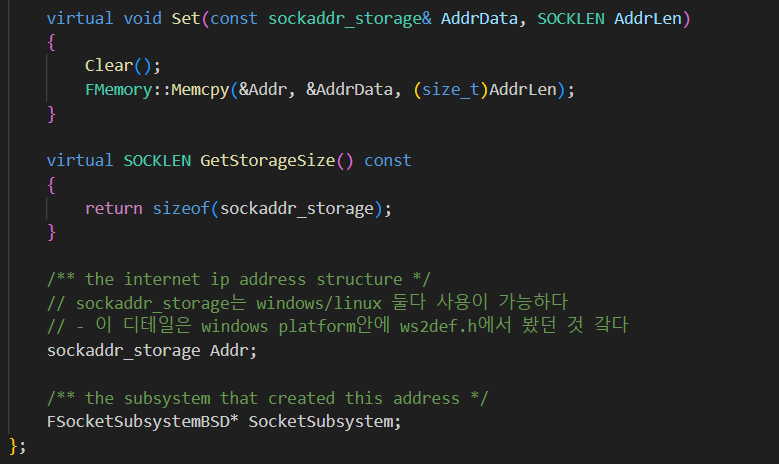 virtual void Set(const sockaddr_storage& AddrData, SOCKLEN AddrLen)
{
Clear();
FMemory::Memcpy(&Addr, &AddrData, (size_t)AddrLen);
}
virtual SOCKLEN GetStorageSize() const
{
return sizeof(sockaddr_storage);
}
/** the internet ip address structure */
// sockaddr_storage는 windows/linux 둘다 사용이 가능하다
// - 이 디테일은 windows platform안에 ws2def.h에서 봤던 것 각다
sockaddr_storage Addr;
/** the subsystem that created this address */
FSocketSubsystemBSD* SocketSubsystem;
};